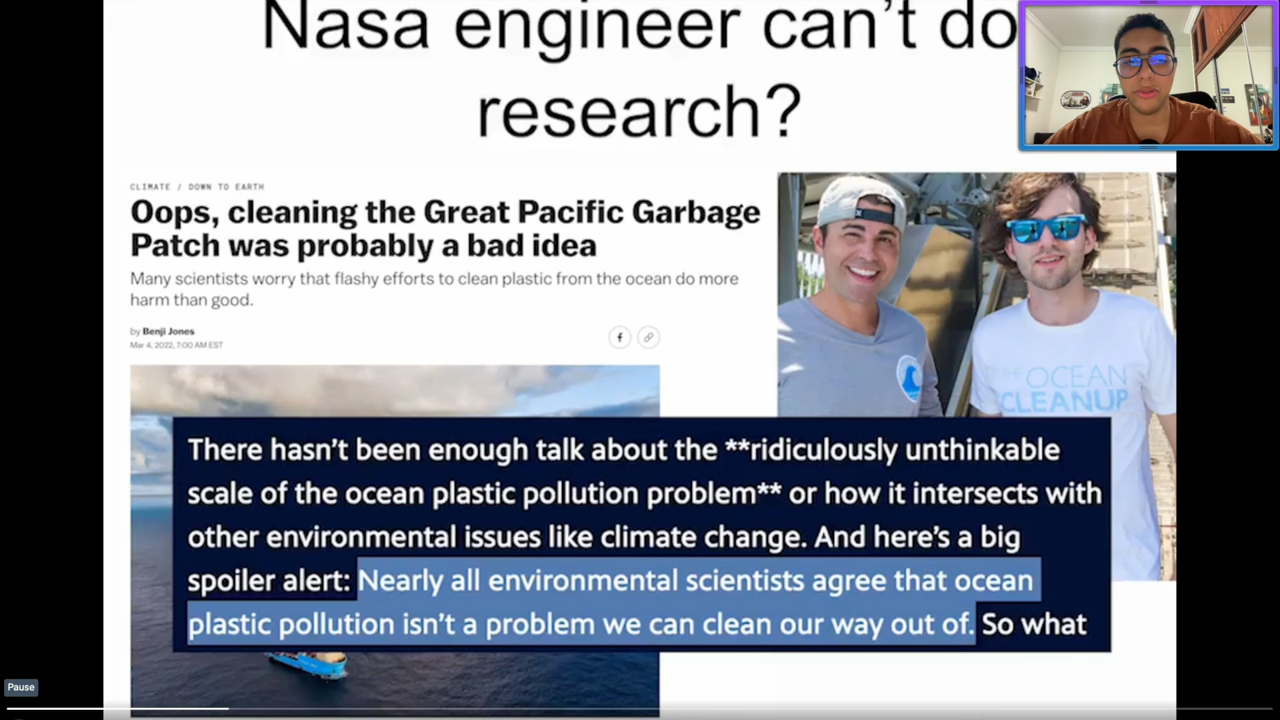 Nasa engineer can't do
research?
CLIMATE / DOWN TO EARTH
Oops, cleaning the Great Pacific Garbage
Patch was probably a bad idea
Many scientists worry that flashy efforts to clean plastic from the ocean do more
harm than good.
by Benji Jones
Mar 4, 2022, 7:00 AM EST
THE OCEAN
CLEANUP
There hasn't been enough talk about the **ridiculously unthinkable
scale of the ocean plastic pollution problem** or how it intersects with
other environmental issues like climate change. And here's a big
spoiler alert: Nearly all environmental scientists agree that ocean
plastic pollution isn't a problem we can clean our way out of. So what
Pause